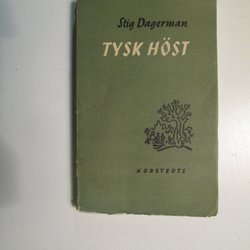 Stig Dagerman
TYSK HÖST
NORSTEDTS